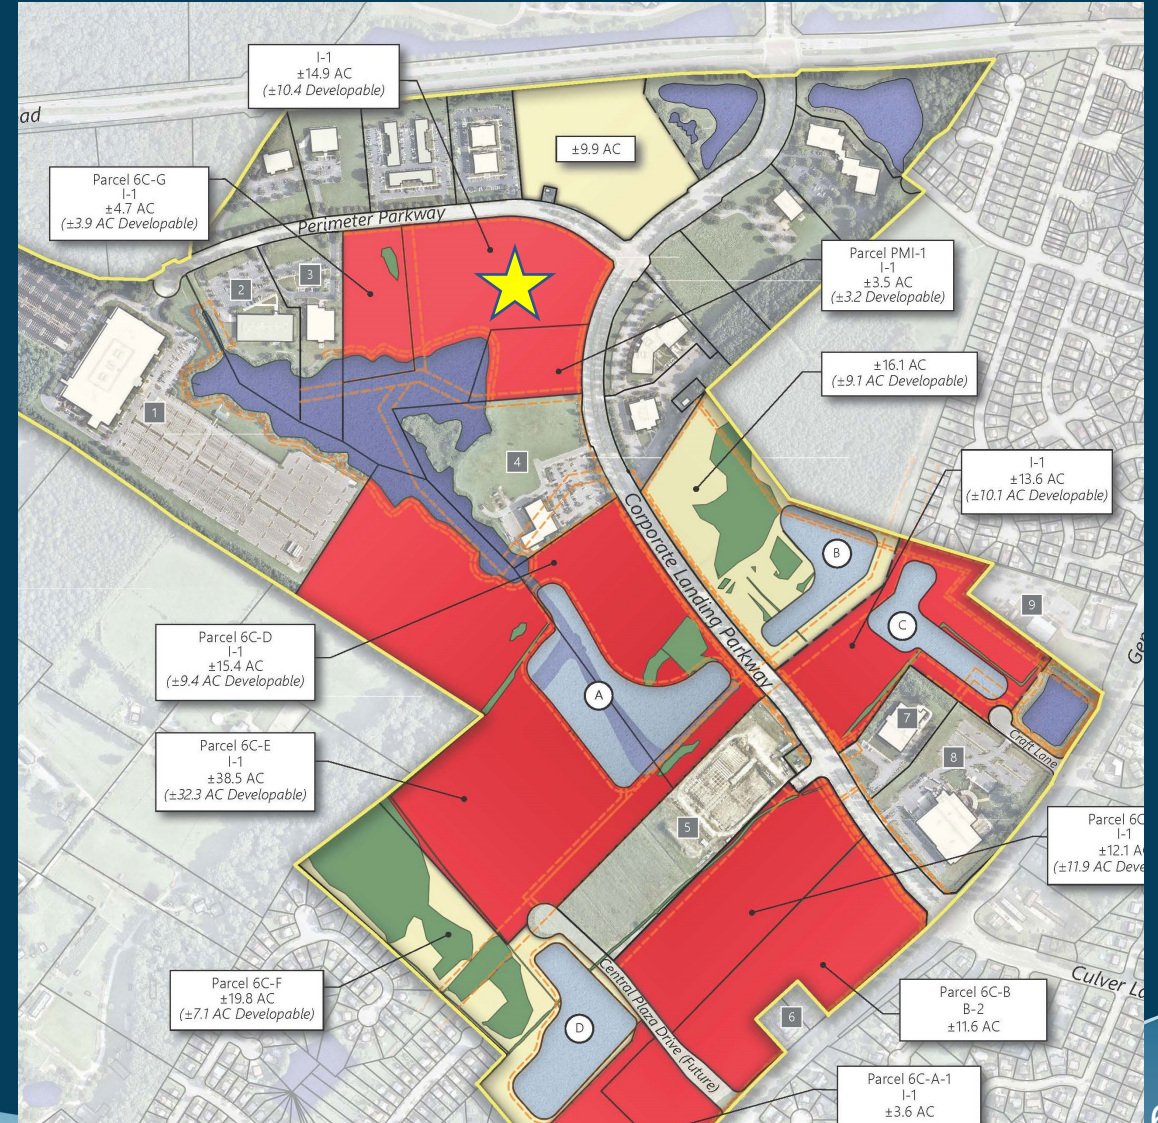 I-1
±14.9 AC
(±10.4 Developable)
oad
±9.9 AC
Parcel 6C-G
I-1
±4.7 AC
(±3.9 AC Developable)
Perimeter Parkway
Parcel PMI-1
I-1
±3.5 AC
(±3.2 Developable)
2
3
±16.1 AC
(±9.1 AC Developable)
1
4
I-1
±13.6 AC
(±10.1 AC Developable)
Corporate Landing Parkway
B
C
9
Parcel 6C-D
I-1
±15.4 AC
(±9.4 AC Developable)
Gen
A
7
8
Craft Lane
Parcel 6C-E
I-1
±38.5 AC
(±32.3 AC Developable)
5
Parcel 6C
I-1
±12.1 A
(±11.9 AC Deve
Parcel 6C-F
±19.8 AC
(±7.1 AC Developable)
Central Plaza Drive (Future)
D
6
Culver La
Parcel 6C-B
B-2
±11.6 AC
Parcel 6C-A-1
I-1
±3.6 AC